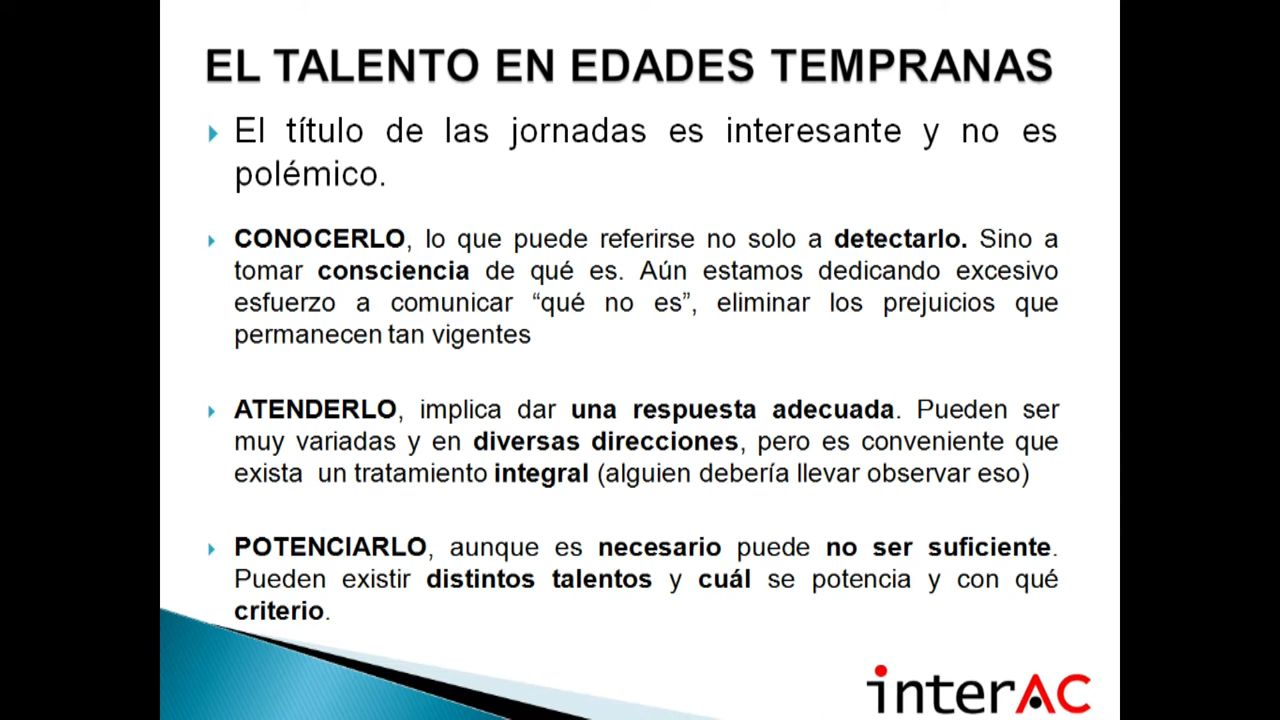 EL TALENTO EN EDADES TEMPRANAS
El título de las jornadas es interesante y no es
polémico.
CONOCERLO, lo que puede referirse no solo a detectarlo. Sino a
tomar consciencia de qué es. Aún estamos dedicando excesivo
esfuerzo a comunicar “qué no es”, eliminar los prejuicios que
permanecen tan vigentes
ATENDERLO, implica dar una respuesta adecuada. Pueden ser
muy variadas y en diversas direcciones, pero es conveniente que
exista un tratamiento integral (alguien debería llevar observar eso)
POTENCIARLO, aunque es necesario puede no ser suficiente.
Pueden existir distintos talentos y cuál se potencia y con qué
criterio.
interAC